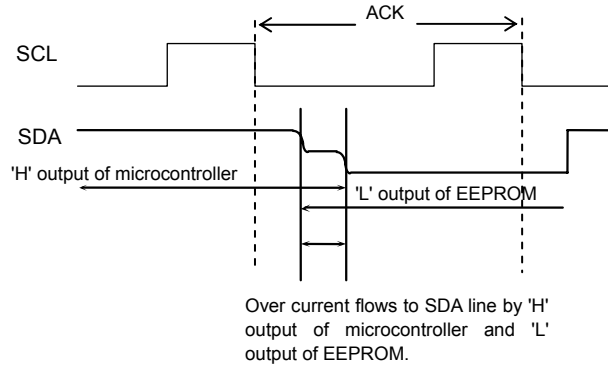 ACK
SCL
SDA
'H' output of microcontroller
'L' output of EEPROM
Over current flows to SDA line by 'H'
output of microcontroller and 'L'
output of EEPROM.